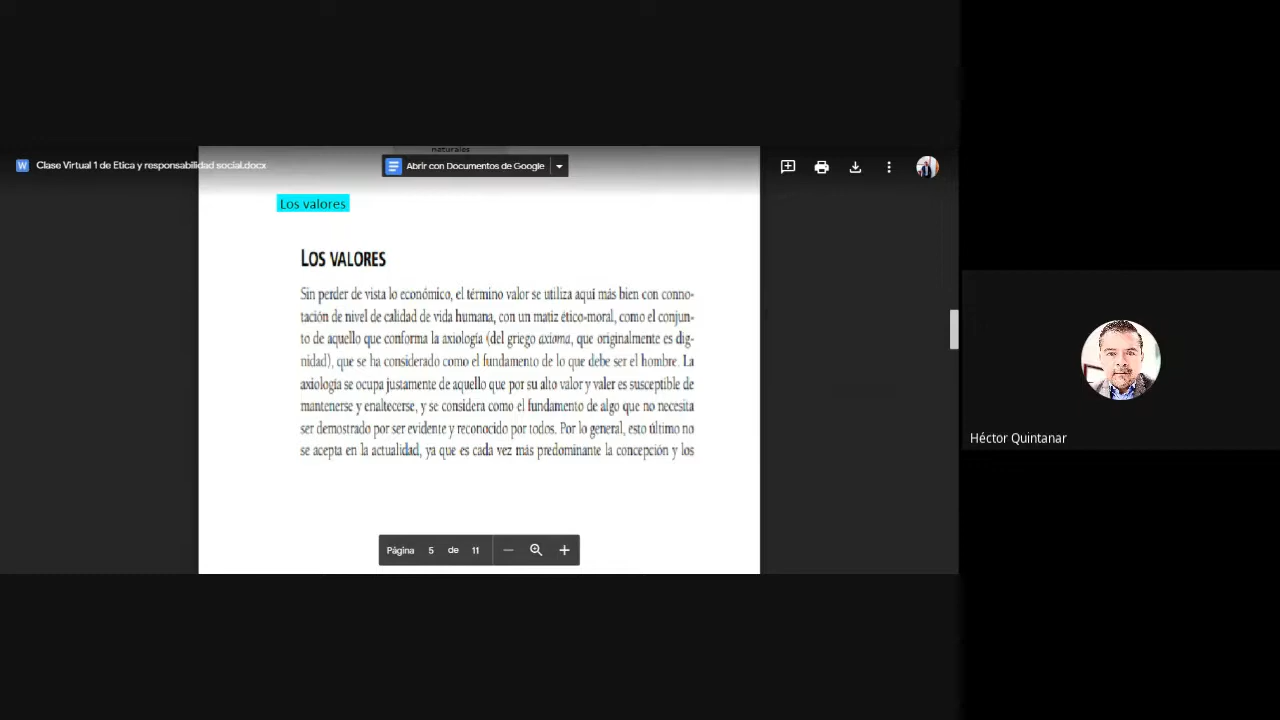 naturales
Clase Virtual 1 de Etica y responsabilidad social.docx
Abrir con Documentos de Google
Los valores
LOS VALORES
Sin perder de vista lo económico, el término valor se utiliza aquí más bien con conno-
tación de nivel de calidad de vida humana, con un matiz ético-moral, como el conjun-
to de aquello que conforma la axiología (del griego axioma, que originalmente es dig-
nidad), que se ha considerado como el fundamento de lo que debe ser el hombre. La
axiología se ocupa justamente de aquello que por su alto valor y valer es susceptible de
mantenerse y enaltecerse, y se considera como el fundamento de algo que no necesita
ser demostrado por ser evidente y reconocido por todos. Por lo general, esto último no
se acepta en la actualidad, ya que es cada vez más predominante la concepción y los
Héctor Quintanar
Página 5 de 11